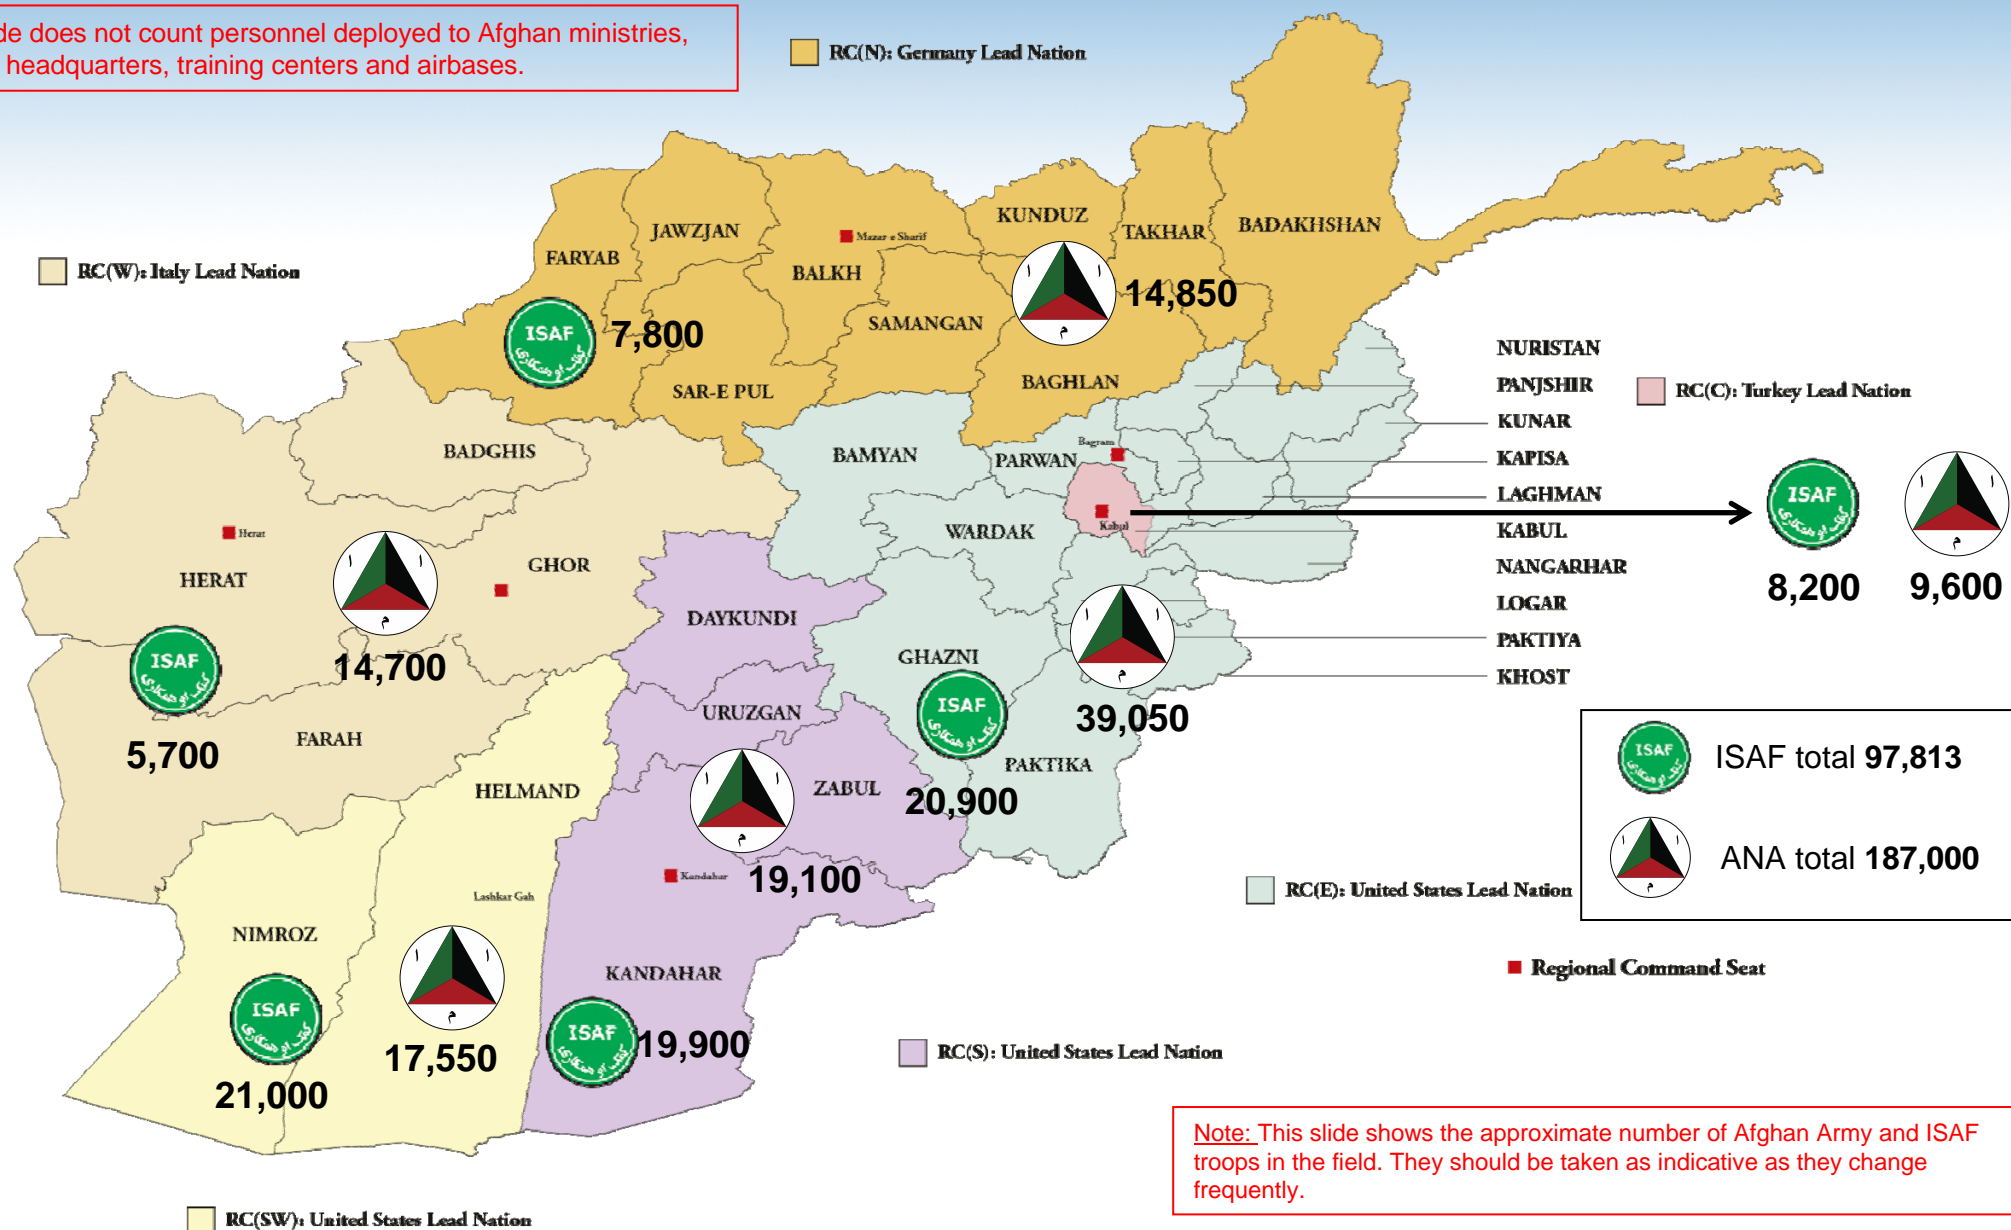 de does not count personnel deployed to Afghan ministries,
headquarters, training centers and airbases.
RC(N): Germany Lead Nation
RC(W): Italy Lead Nation
KUNDUZ
TAKHAR
BADAKHSHAN
JAWZJAN
Mazar-e Sharif
FARYAB
BALKH
14,850
ISAF
7,800
SAMANGAN
SAR-E PUL
BAGHLAN
NURISTAN
PANJSHIR
KUNAR
KAPISA
LAGHMAN
KABUL
NANGARHAR
LOGAR
PAKTIYA
KHOST
RC(C): Turkey Lead Nation
ISAF
8,200
9,600
BADGHIS
BAMYAN
PARWAN
Bagram
Kabul
WARDAK
Herat
HERAT
GHOR
DAYKUNDI
14,700
ISAF
5,700
GHAZNI
ISAF
20,900
39,050
URUZGAN
FARAH
PAKTIKA
HELMAND
ZABUL
Kandahar
19,100
Lashkar Gah
NIMROZ
ISAF
21,000
17,550
KANDAHAR
ISAF
19,900
ISAF
ISAF total 97,813
ANA total 187,000
RC(E): United States Lead Nation
Regional Command Seat
RC(S): United States Lead Nation
Note: This slide shows the approximate number of Afghan Army and ISAF
troops in the field. They should be taken as indicative as they change
frequently.
RC(SW): United States Lead Nation